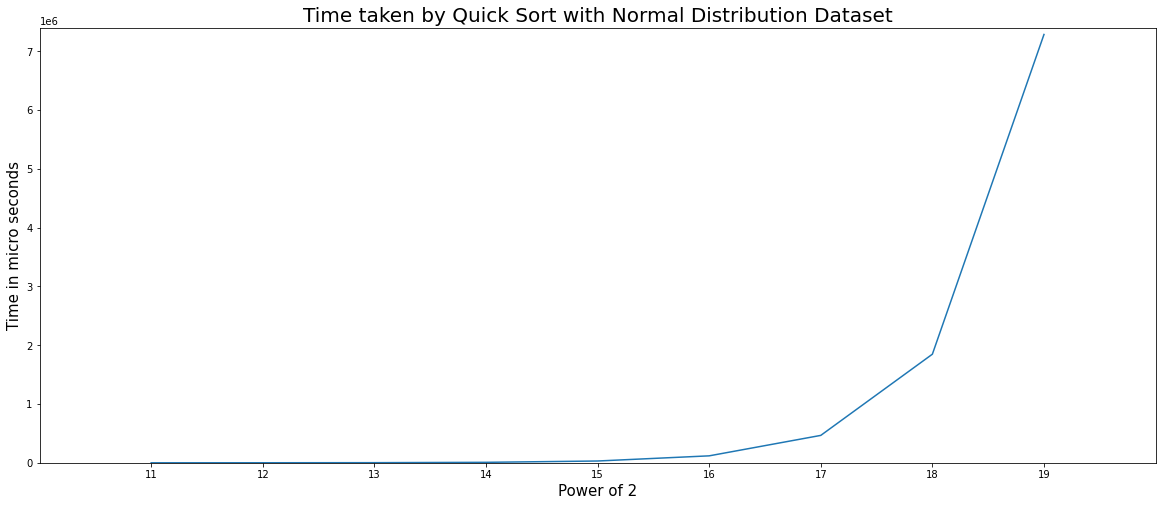 Time taken by Quick Sort with Normal Distribution Dataset
1e6
7
6
5
4
3
2
1
0
Time in micro seconds
11 12 13 14 15 16 17 18 19
Power of 2